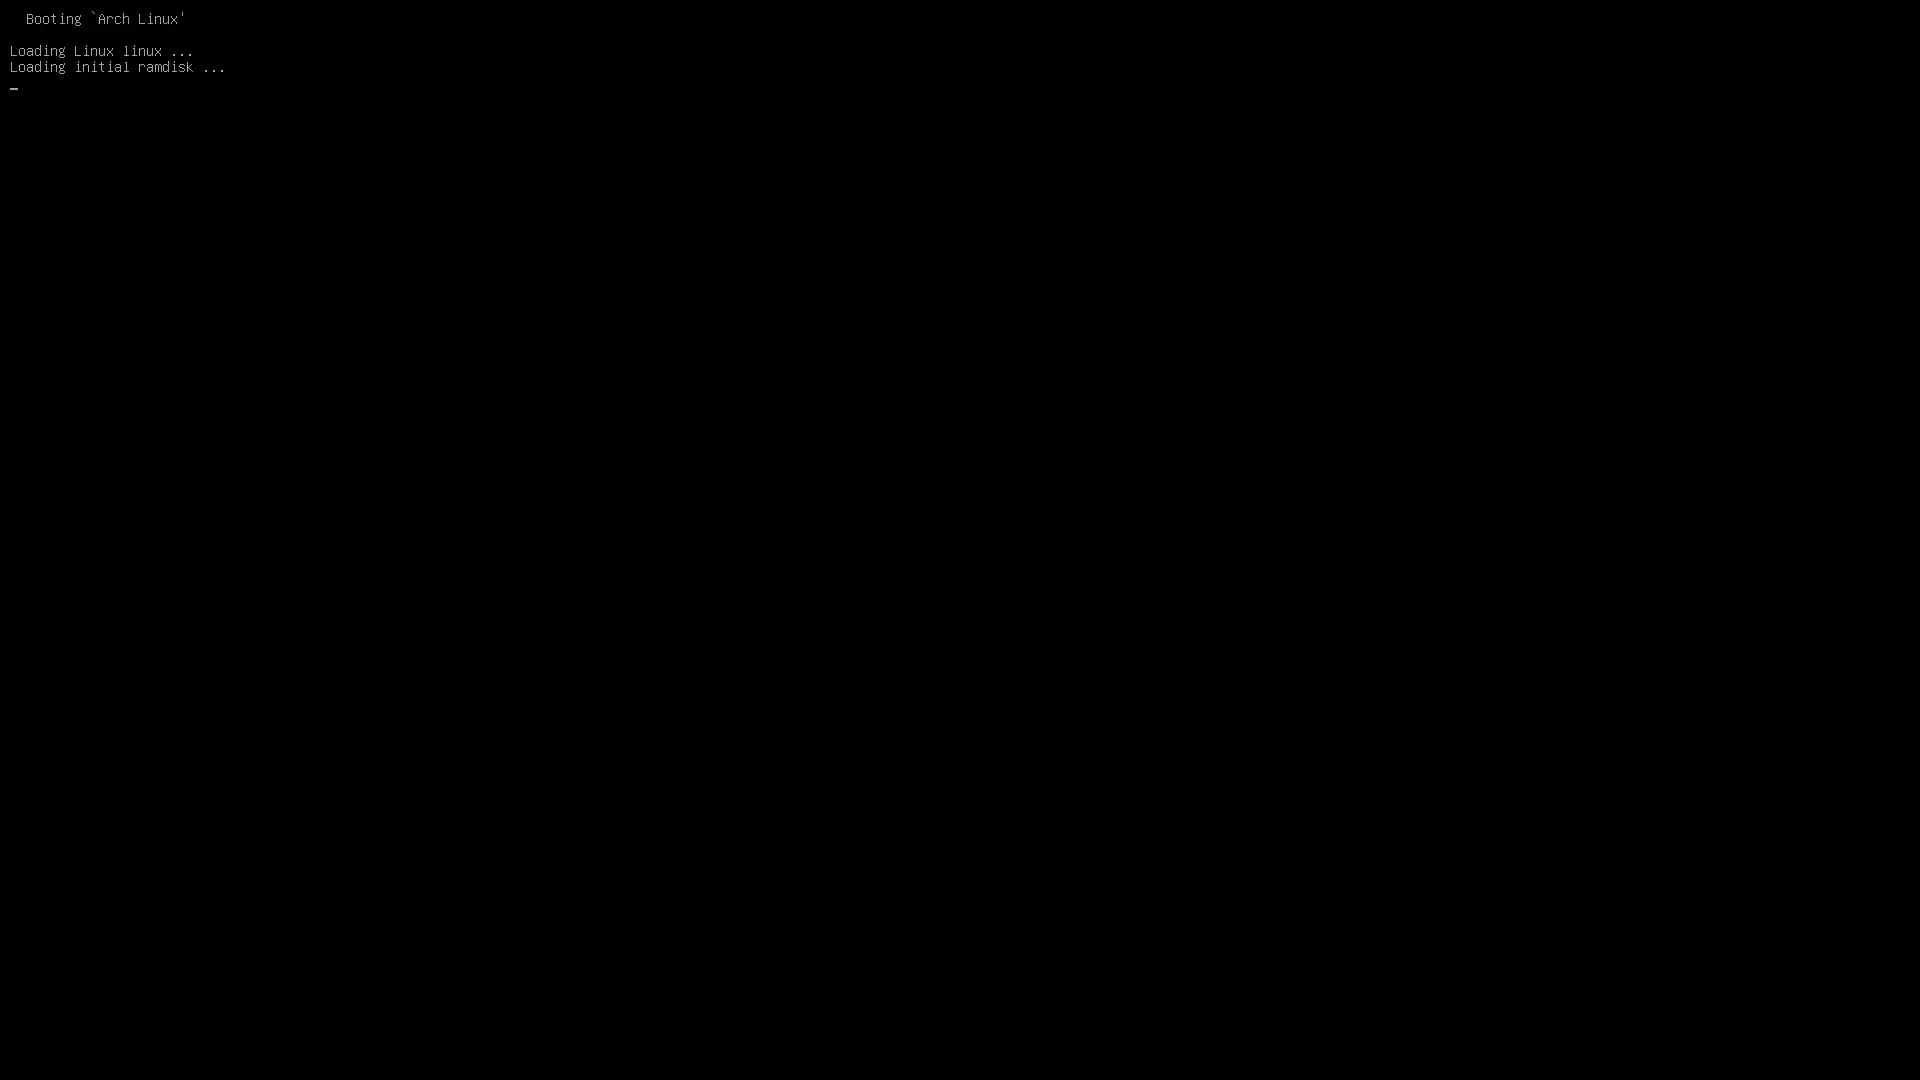 Booting `Arch Linux'
Loading Linux linux ...
Loading initial ramdisk ...